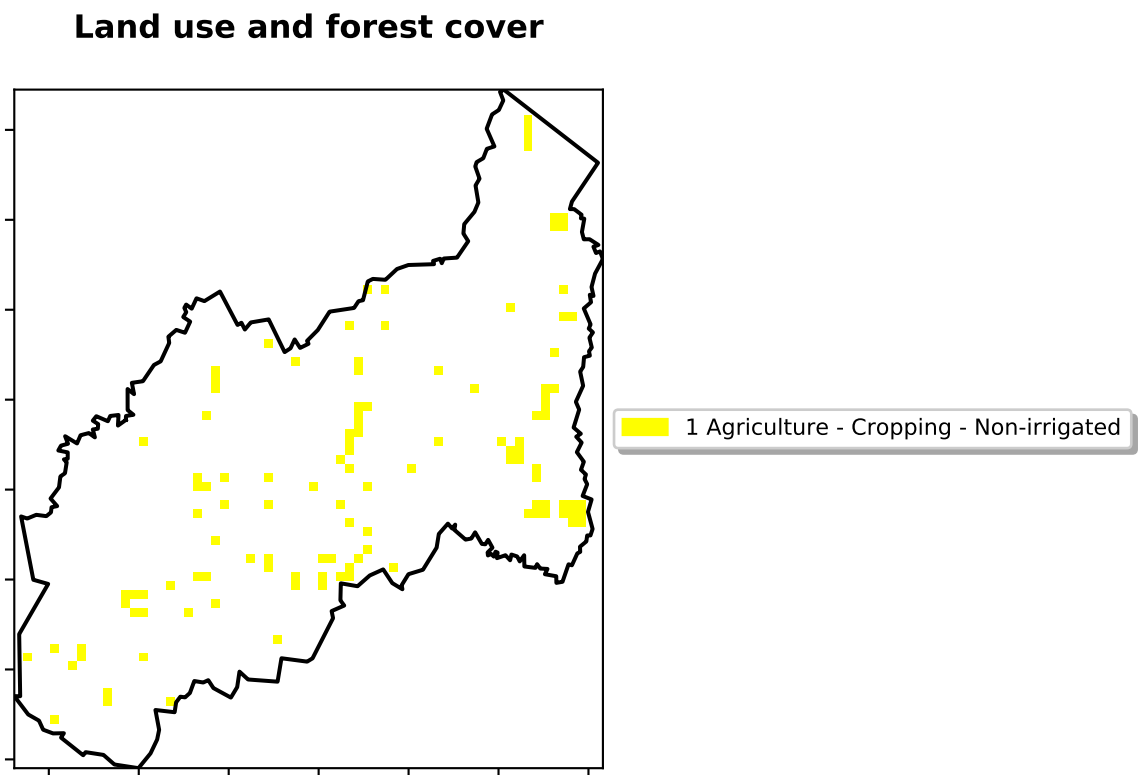 Land use and forest cover
1 Agriculture - Cropping - Non-irrigated